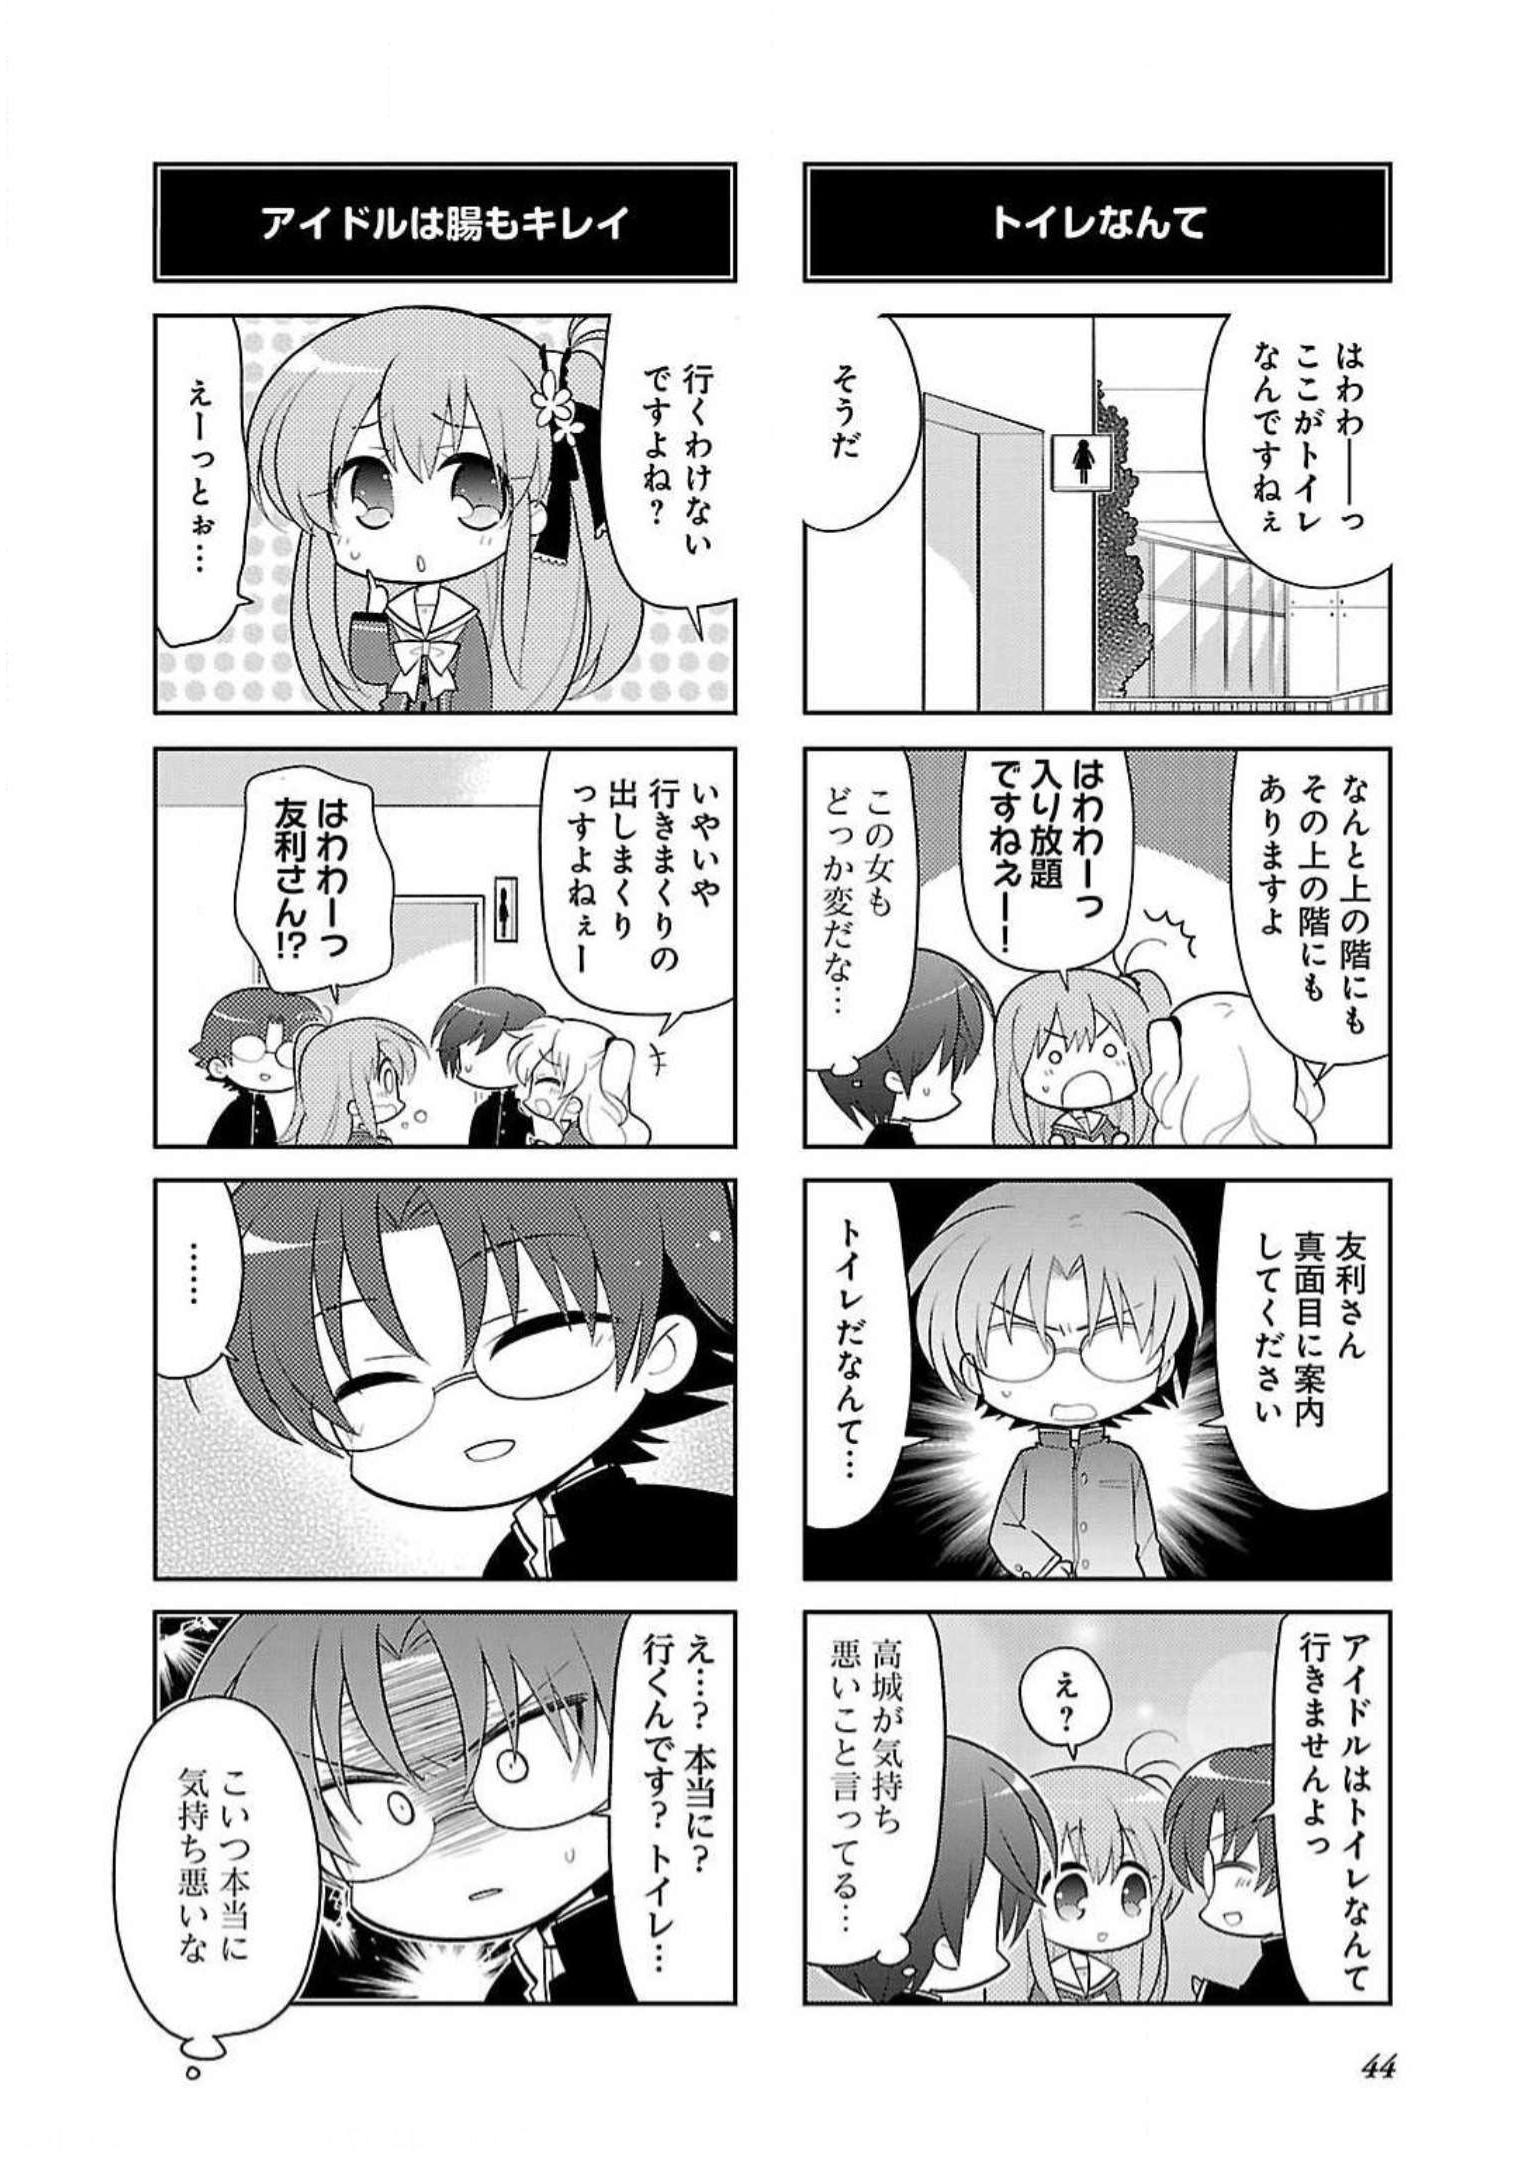 トイレなんて
はわわ――っ
ここがトイレ
なんですねぇ
そうだ
なんと上の階にも
その上の階にも
ありますよ
はわわーっ
入り放題
ですねぇー!
この女も
どっか変だな…
友利さん
真面目に案内
してください
トイレだなんて…
アイドルはトイレなんて
行きませんよっ
え?
高城が気持ち
悪いこと言ってる…
アイドルは腸もキレイ
行くわけない
ですよね?
えーっとぉ…
いやいや
行きまくりの
出しまくり
っすよねぇー
はわわーっ
友利さん!?
……
え…? 本当に?
行くんです? トイレ…
こいつ本当に
気持ち悪いな
44